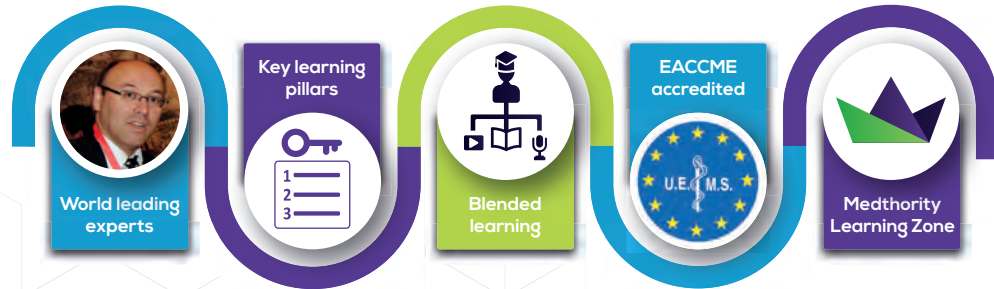 World leading
experts
Key learning
pillars
1
2
3
Blended
learning
EACCME
accredited
U.E. M.S.
Medthority
Learning Zone